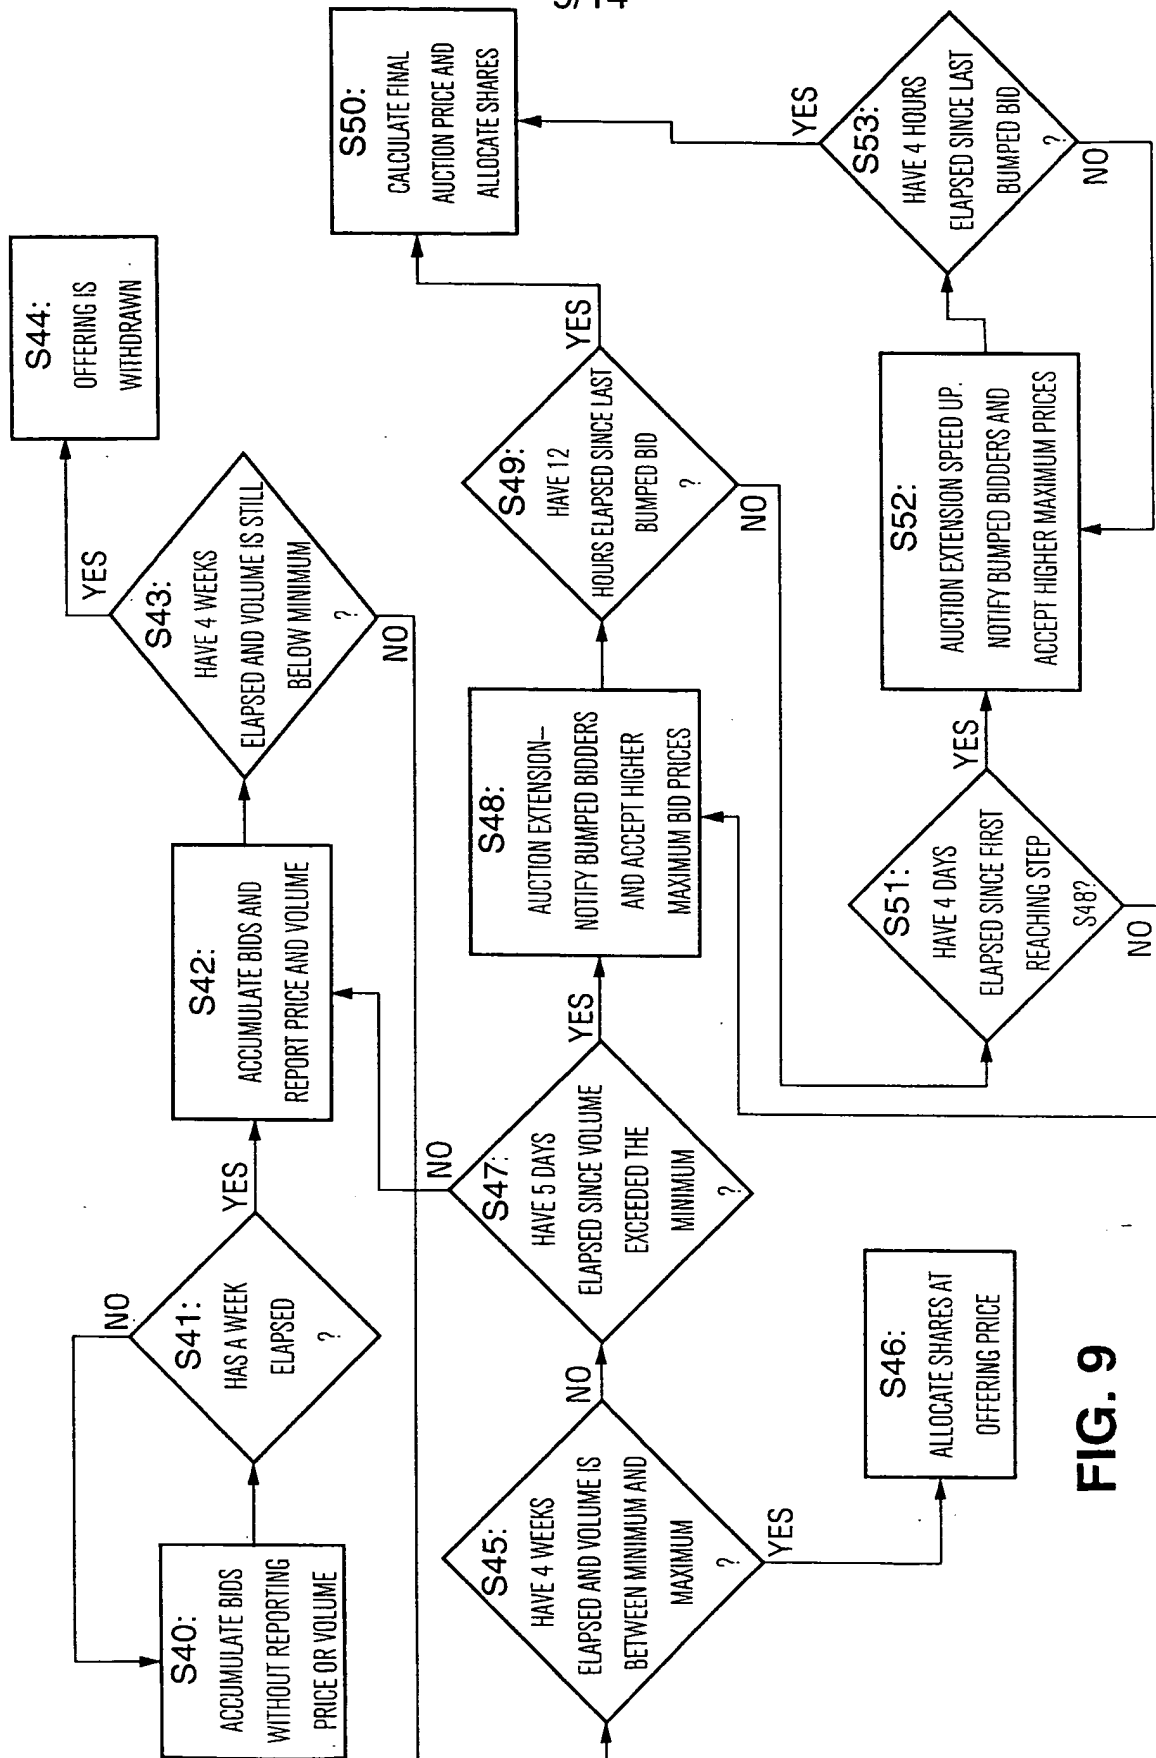 9/14
S40:
ACCUMULATE BIDS
WITHOUT REPORTING
PRICE OR VOLUME
NO
S41:
HAS A WEEK
ELAPSED
?
YES
S42:
ACCUMULATE BIDS AND
REPORT PRICE AND VOLUME
S43:
HAVE 4 WEEKS
ELAPSED AND VOLUME IS STILL
BELOW MINIMUM
?
YES
NO
S44:
OFFERING IS
WITHDRAWN
S45:
HAVE 4 WEEKS
ELAPSED AND VOLUME IS
BETWEEN MINIMUM AND
MAXIMUM
?
NO
YES
S46:
ALLOCATE SHARES AT
OFFERING PRICE
S47:
HAVE 5 DAYS
ELAPSED SINCE VOLUME
EXCEEDED THE
MINIMUM
?
NO
YES
S48:
AUCTION EXTENSION–
NOTIFY BUMPED BIDDERS
AND ACCEPT HIGHER
MAXIMUM BID PRICES
S49:
HAVE 12
HOURS ELAPSED SINCE LAST
BUMPED BID
?
YES
NO
S50:
CALCULATE FINAL
AUCTION PRICE AND
ALLOCATE SHARES
S51:
HAVE 4 DAYS
ELAPSED SINCE FIRST
REACHING STEP
S48?
YES
NO
S52:
AUCTION EXTENSION SPEED UP.
NOTIFY BUMPED BIDDERS AND
ACCEPT HIGHER MAXIMUM PRICES
S53:
HAVE 4 HOURS
ELAPSED SINCE LAST
BUMPED BID
?
YES
NO
FIG. 9